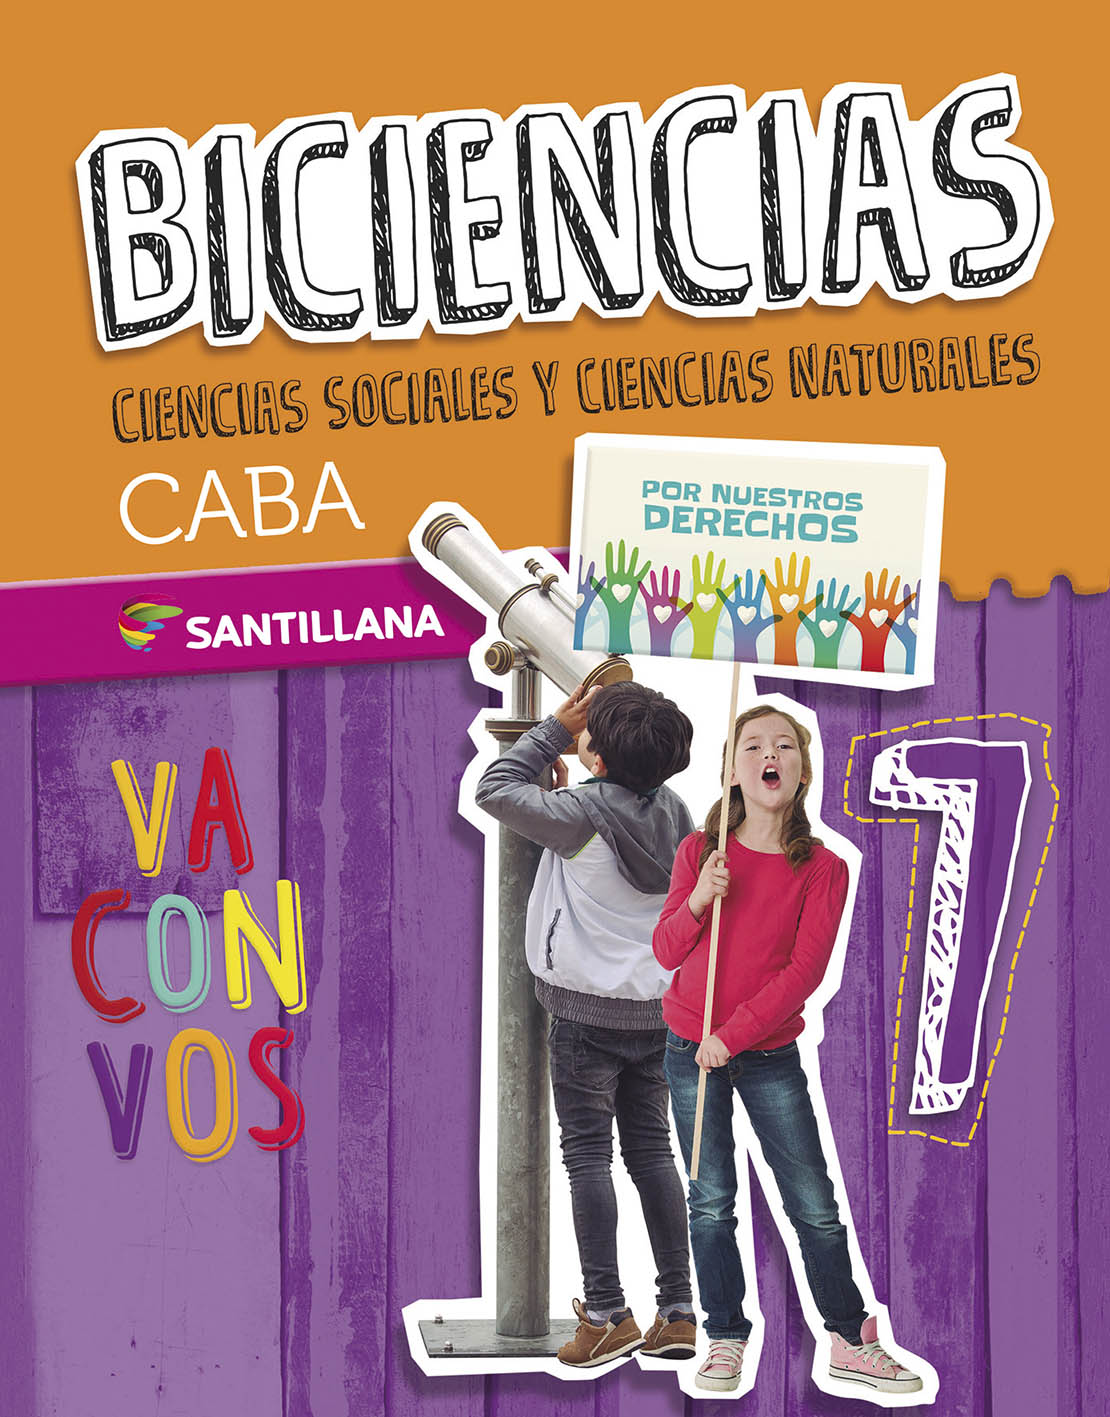 BICIENCIAS
CIENCIAS SOCIALES Y CIENCIAS NATURALES
CABA
POR NUESTROS
DERECHOS
SANTILLANA
VA
CON
VOS
7